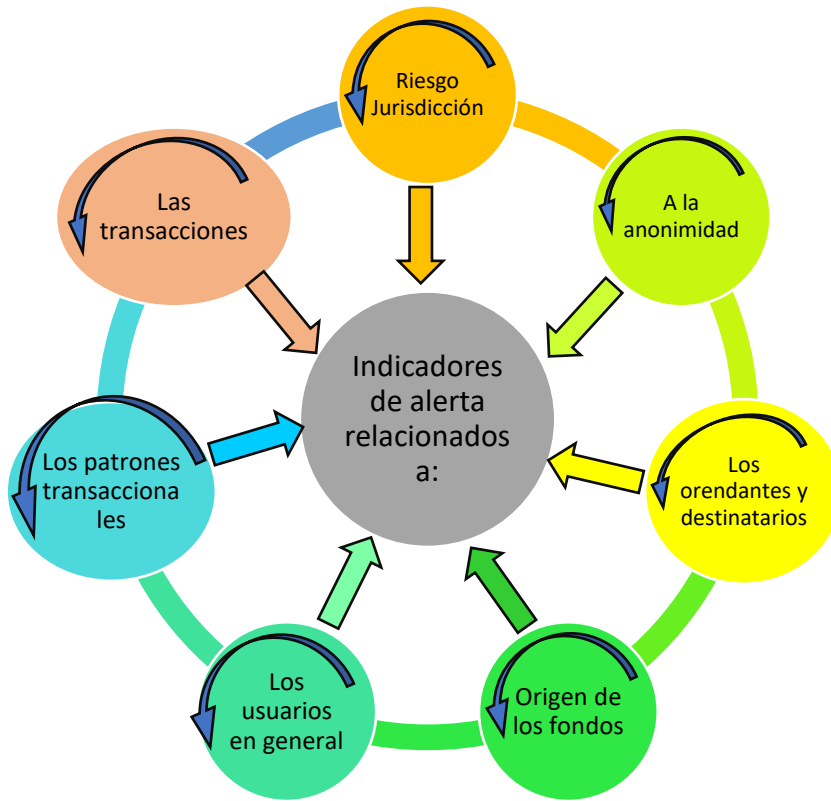 Riesgo
Jurisdicción
A la
anonimidad
Los
orendantes y
destinatarios
Origen de
los fondos
Los
usuarios
en general
Los patrones
transacciona
les
Las
transacciones
Indicadores
de alerta
relacionados
a: